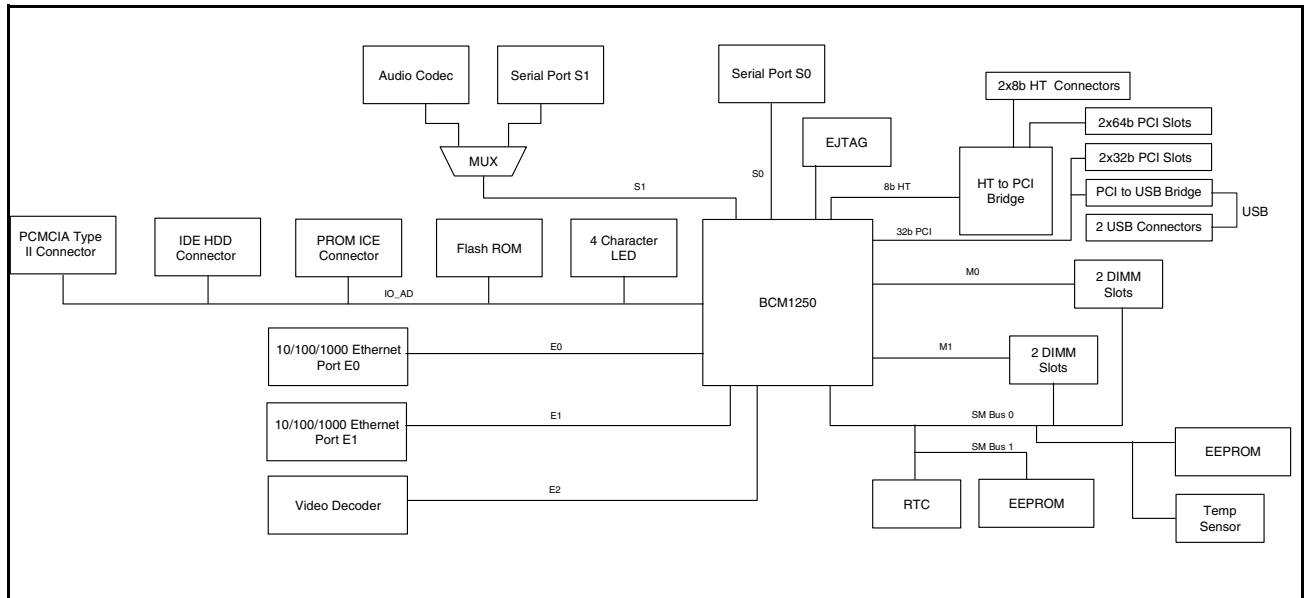 Audio Codec
Serial Port S1
Serial Port S0
2x8b HT Connectors
2x64b PCI Slots
EJTAG
2x32b PCI Slots
MUX
HT to PCI
Bridge
S0
S1
8b HT
PCI to USB Bridge
USB
2 USB Connectors
32b PCI
PCMCIA Type
II Connector
IDE HDD
Connector
PROM ICE
Connector
Flash ROM
4 Character
LED
IO_AD
BCM1250
M0
2 DIMM
Slots
10/100/1000 Ethernet
Port E0
E0
M1
2 DIMM
Slots
10/100/1000 Ethernet
Port E1
E1
SM Bus 0
SM Bus 1
EEPROM
Video Decoder
E2
RTC
EEPROM
Temp
Sensor